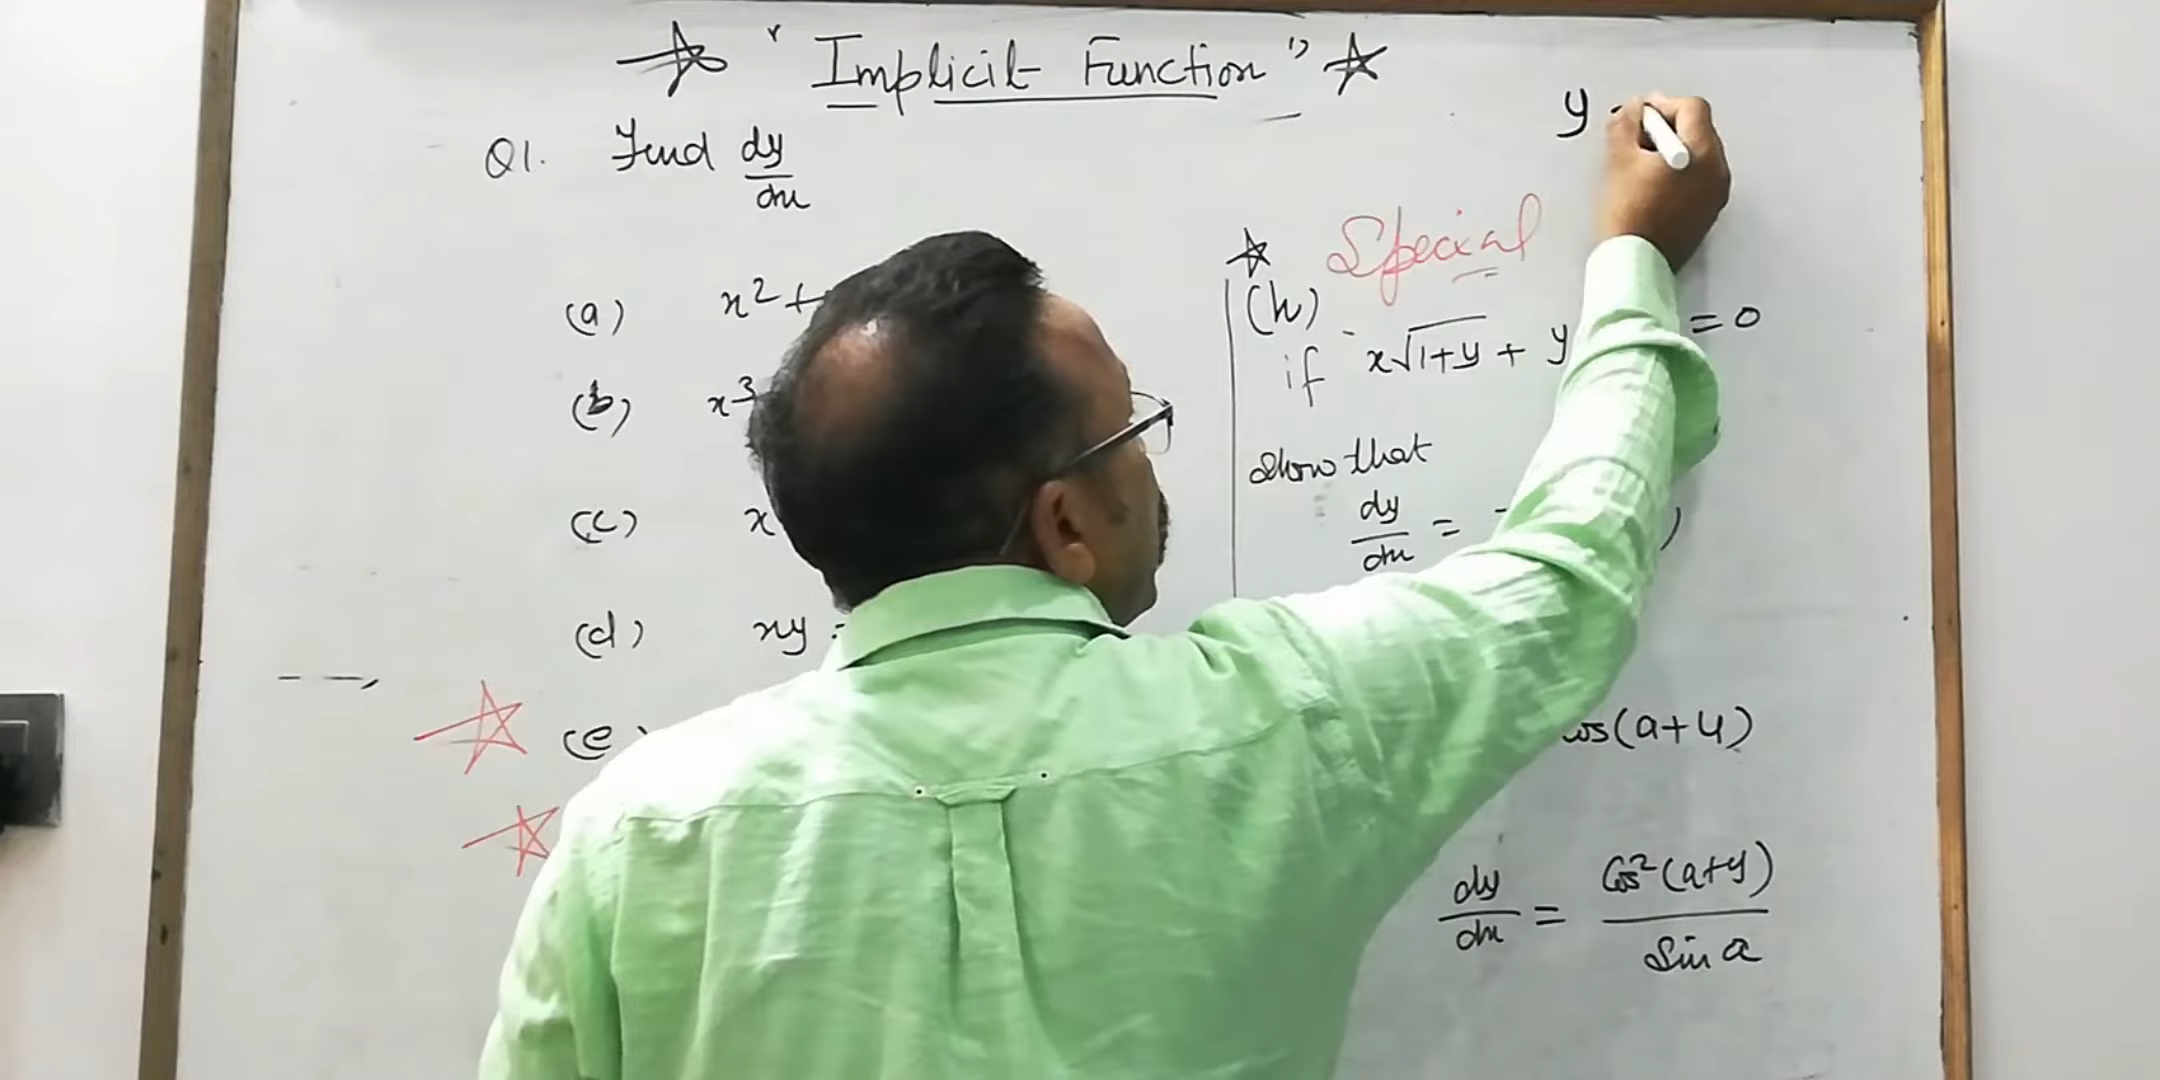 "Implicit Function"
Q1. Find dy/dx
(a) x² +
(b) x³
(c) x
(d) xy =
(e)
y
Special
(h)
if x√1+y + y = 0
Show that
dy/dx = - )
cos(a+y)
dy/dx = Cos²(a+y)/Sin a